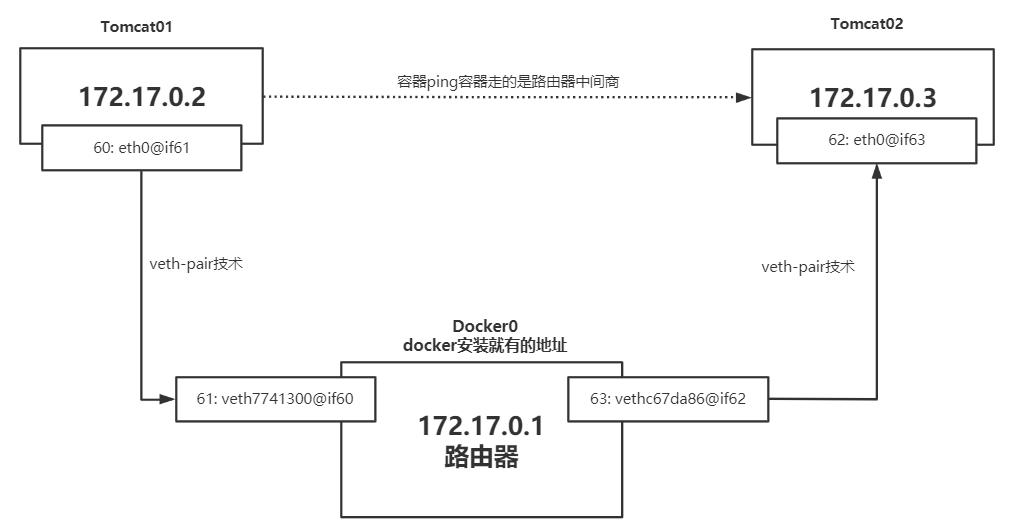 Tomcat01
Tomcat02
172.17.0.2
容器ping容器走的是路由器中间商
172.17.0.3
60: eth0@if61
62: eth0@if63
veth-pair技术
veth-pair技术
Docker0
docker安装就有的地址
61: veth7741300@if60
63: vethc67da86@if62
172.17.0.1
路由器